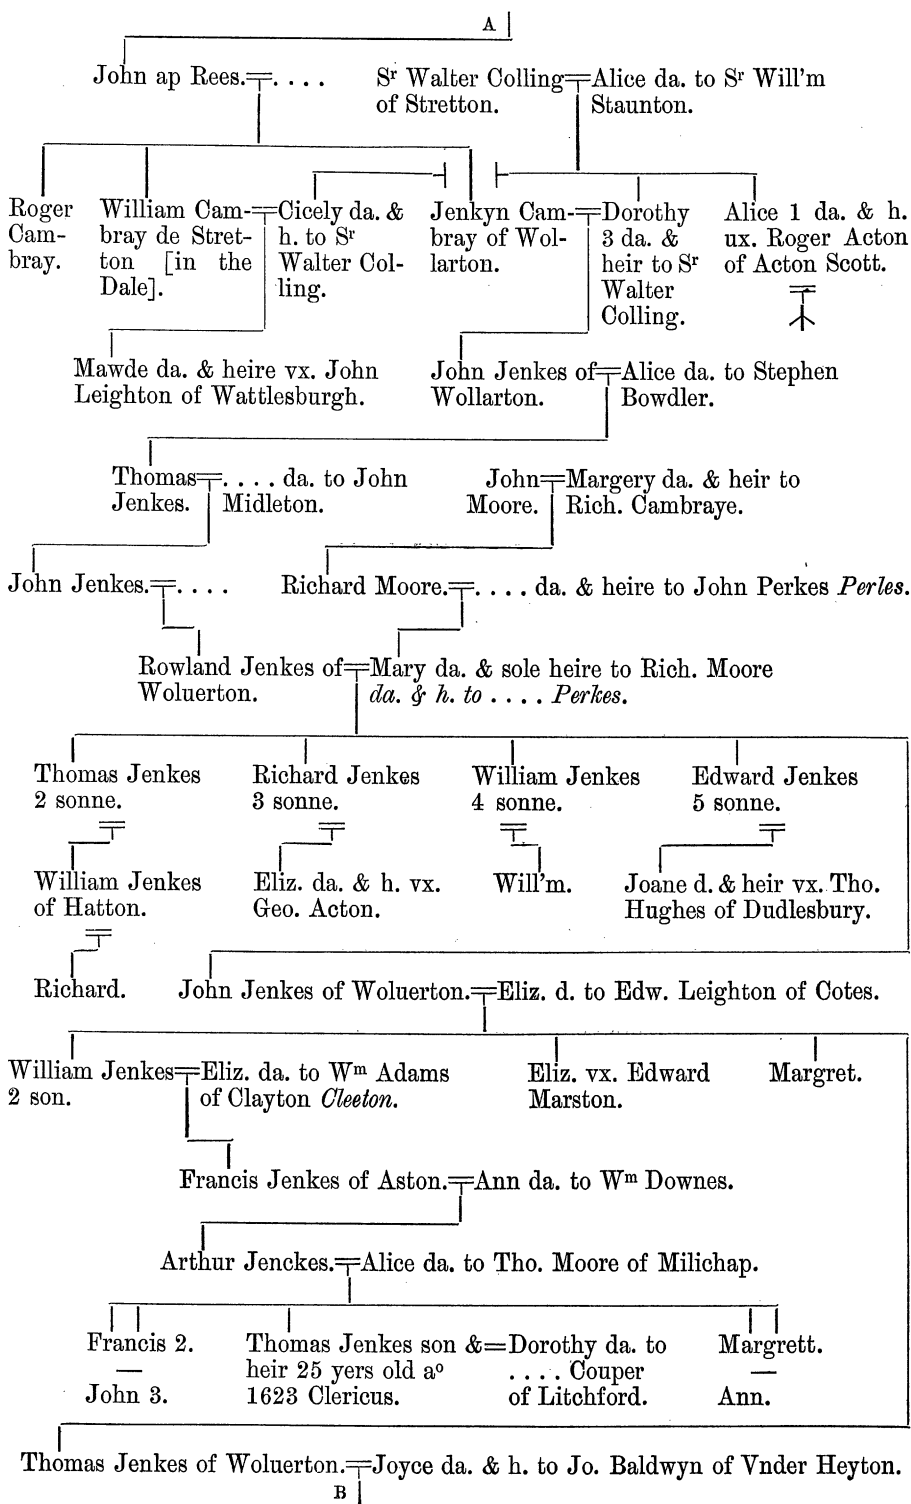 A
John ap Rees.=. . . .
Sr Walter Colling=Alice da. to Sr Will'm
of Stretton.
Staunton.
Roger
Cam-
bray.
William Cam-
bray de Stret-
ton [in the
Dale].
Cicely da. &
h. to Sr
Walter Col-
ling.
Jenkyn Cam-
bray of Wol-
larton.
Dorothy
3 da. &
heir to Sr
Walter
Colling.
Alice 1 da. & h.
ux. Roger Acton
of Acton Scott.
Mawde da. & heire vx. John
Leighton of Wattlesburgh.
John Jenkes of=Alice da. to Stephen
Wollarton.
Bowdler.
Thomas=. . . . da. to John
Jenkes.
Midleton.
John=Margery da. & heir to
Moore.
Rich. Cambraye.
John Jenkes.=. . . .
Richard Moore.=. . . . da. & heire to John Perkes Perles.
Rowland Jenkes of=Mary da. & sole heire to Rich. Moore
Woluerton.
da. & h. to . . . . Perkes.
Thomas Jenkes
2 sonne.
Richard Jenkes
3 sonne.
William Jenkes
4 sonne.
Edward Jenkes
5 sonne.
William Jenkes
of Hatton.
Eliz. da. & h. vx.
Geo. Acton.
Will'm.
Joane d. & heir vx. Tho.
Hughes of Dudlesbury.
Richard.
John Jenkes of Woluerton.=Eliz. d. to Edw. Leighton of Cotes.
William Jenkes=Eliz. da. to Wm Adams
2 son.
of Clayton Cleeton.
Eliz. vx. Edward
Marston.
Margret.
Francis Jenkes of Aston.=Ann da. to Wm Downes.
Arthur Jenckes.=Alice da. to Tho. Moore of Milichap.
Francis 2.
—
John 3.
Thomas Jenkes son &=Dorothy da. to
heir 25 yers old ao
. . . . Couper
1623 Clericus.
of Litchford.
Margrett.
—
Ann.
Thomas Jenkes of Woluerton.=Joyce da. & h. to Jo. Baldwyn of Vnder Heyton.
B